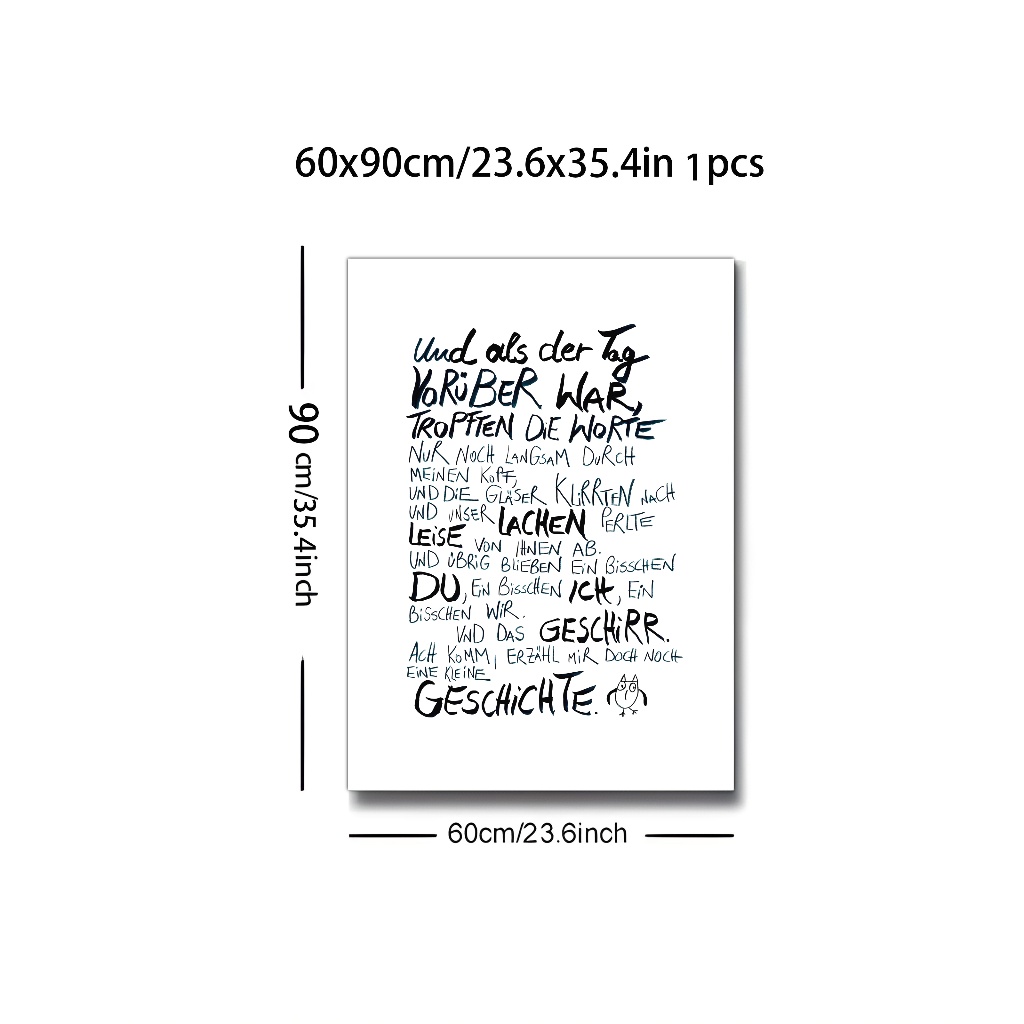 60x90cm/23.6x35.4in 1pcs
90 cm/35.4inch
Und als der Tag
VORÜBER WAR,
TROPFTEN DIE WORTE
NUR NOCH LANGSAM DURCH
MEINEN KOPF,
UND DIE GLÄSER KLIRRTEN NACH
UND UNSER LACHEN PERLTE
LEISE VON IHNEN AB.
UND ÜBRIG BLIEBEN EIN BISSCHEN
DU, EIN BISSCHEN ICH, EIN
BISSCHEN WIR.
UND DAS GESCHIRR.
ACH KOMM, ERZÄHL MIR DOCH NOCH
EINE KLEINE
GESCHICHTE.
60cm/23.6inch